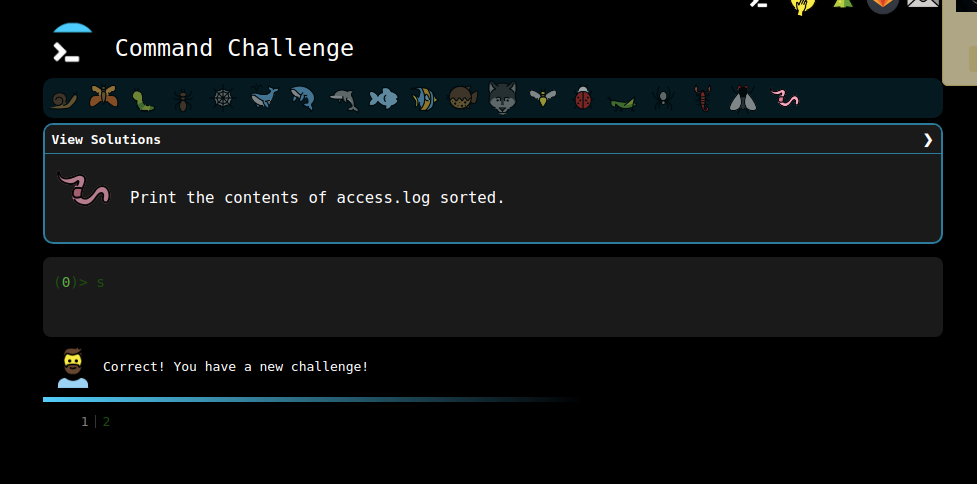 Command Challenge
View Solutions
Print the contents of access.log sorted.
(0)> s
Correct! You have a new challenge!
1 | 2